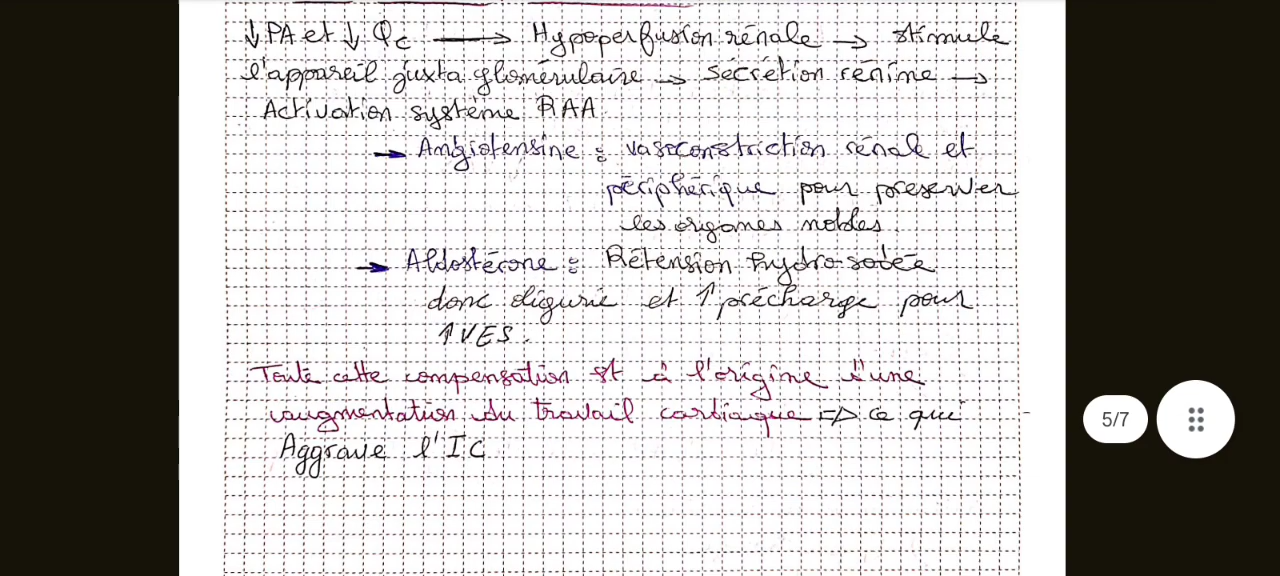 ↓PA et ↓ Qc ⟶ Hypoperfusion rénale → stimule
l'appareil juxta glomérulaire → sécrétion rénine →
Activation système RAA
→ Angiotensine : vasoconstriction rénale et
périphérique pour preserver
les organes nobles
→ Aldostérone : Rétension hydro-sodée
donc oligurie et ↑ précharge pour
↑VES.
Toute cette compensation est à l'origine d'une
augmentation du travail cardiaque ⇒ ce qui
Aggrave l'IC
5/7